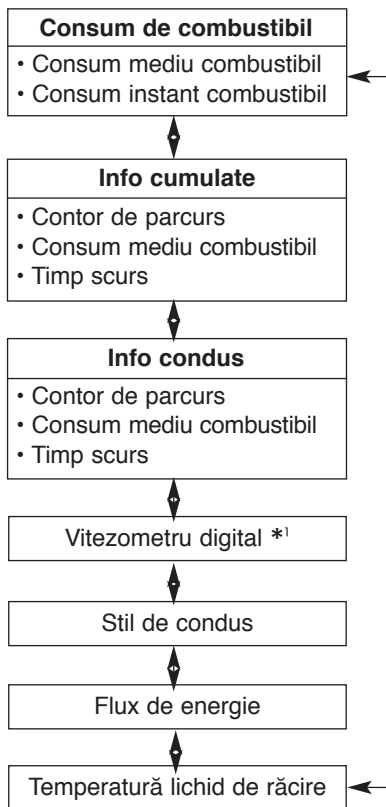 Consum de combustibil
• Consum mediu combustibil
• Consum instant combustibil
Info cumulate
• Contor de parcurs
• Consum mediu combustibil
• Timp scurs
Info condus
• Contor de parcurs
• Consum mediu combustibil
• Timp scurs
Vitezometru digital *¹
Stil de condus
Flux de energie
Temperatură lichid de răcire